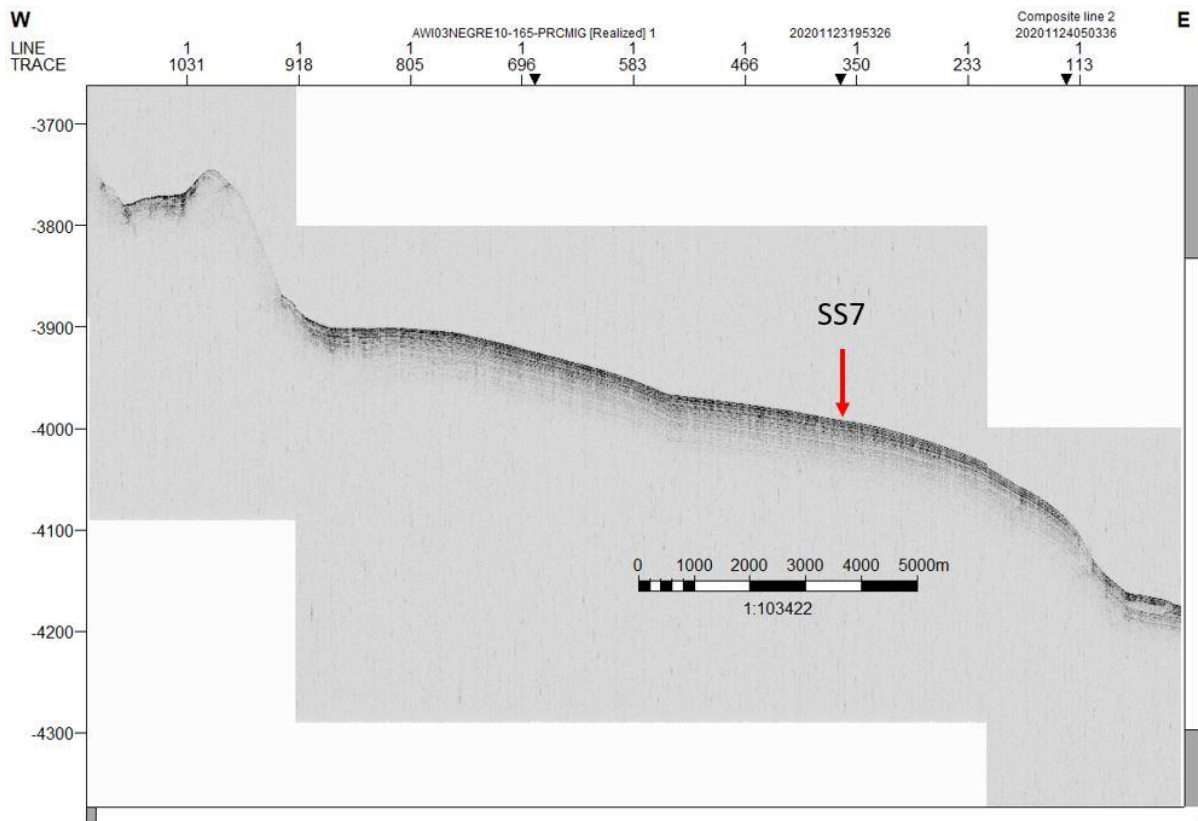 W
E
AWI03NEGRE10-165-PRCMIG [Realized] 1
20201123195326
Composite line 2
20201124050336
LINE 1 1 1 1 1 1 1 1 1
TRACE 1031 918 805 696 583 466 350 233 113
-3700
-3800
-3900
-4000
-4100
-4200
-4300
SS7
0 1000 2000 3000 4000 5000m
1:103422